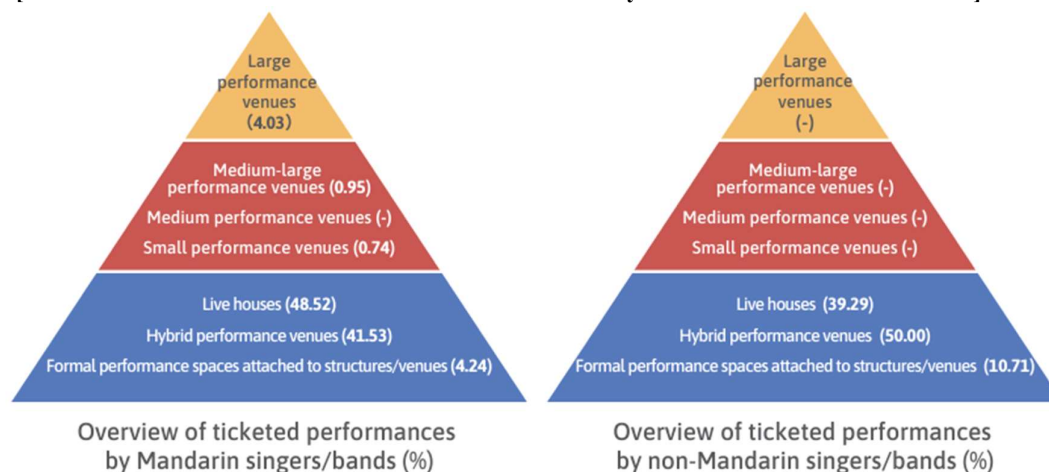 Large
performance
venues
(4.03)
Medium-large
performance venues (0.95)
Medium performance venues (-)
Small performance venues (0.74)
Live houses (48.52)
Hybrid performance venues (41.53)
Formal performance spaces attached to structures/venues (4.24)
Overview of ticketed performances
by Mandarin singers/bands (%)
Large
performance
venues
(-)
Medium-large
performance venues (-)
Medium performance venues (-)
Small performance venues (-)
Live houses (39.29)
Hybrid performance venues (50.00)
Formal performance spaces attached to structures/venues (10.71)
Overview of ticketed performances
by non-Mandarin singers/bands (%)